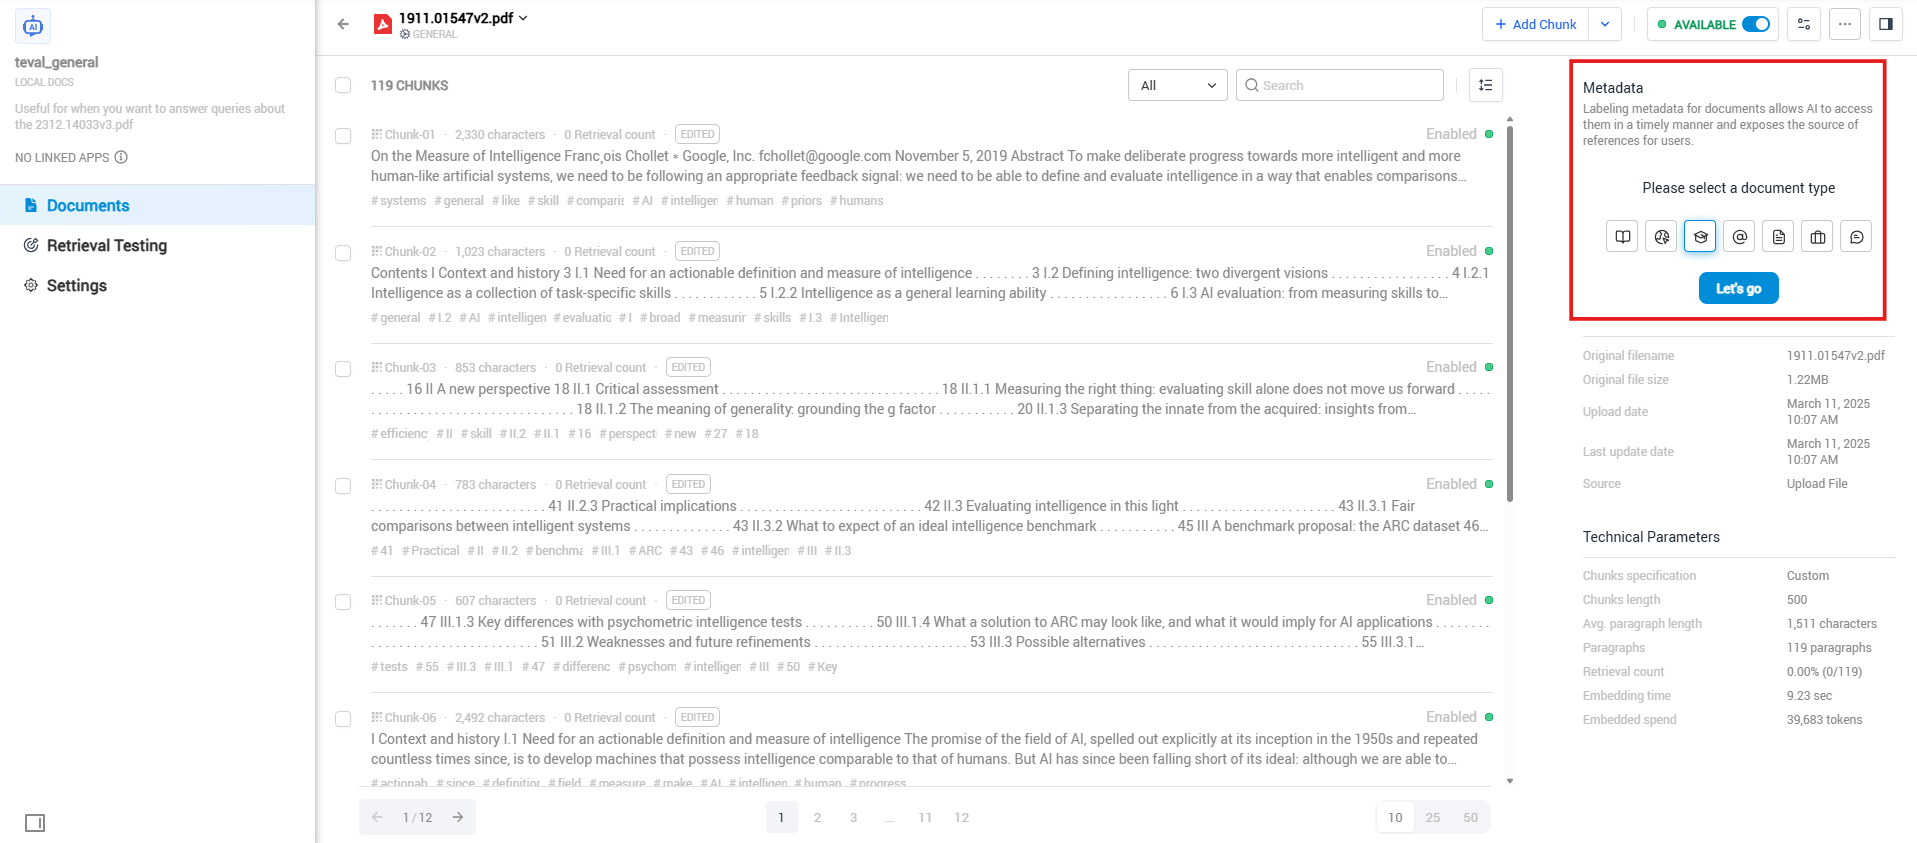 AI
teval_general
LOCAL DOCS
Useful for when you want to answer queries about
the 2312.14033v3.pdf
NO LINKED APPS
Documents
Retrieval Testing
Settings
1911.01547v2.pdf
GENERAL
Add Chunk
AVAILABLE
119 CHUNKS
All
Search
Chunk-01 · 2,330 characters · 0 Retrieval count · EDITED
Enabled
On the Measure of Intelligence Franc¸ois Chollet ∗ Google, Inc. fchollet@google.com November 5, 2019 Abstract To make deliberate progress towards more intelligent and more
human-like artificial systems, we need to be following an appropriate feedback signal: we need to be able to define and evaluate intelligence in a way that enables comparisons...
# systems # general # like # skill # comparis # AI # intelligen # human # priors # humans
Chunk-02 · 1,023 characters · 0 Retrieval count · EDITED
Enabled
Contents I Context and history 3 I.1 Need for an actionable definition and measure of intelligence . . . . . . . . 3 I.2 Defining intelligence: two divergent visions . . . . . . . . . . . . . . . . . 4 I.2.1
Intelligence as a collection of task-specific skills . . . . . . . . . . . . 5 I.2.2 Intelligence as a general learning ability . . . . . . . . . . . . . . . . . 6 I.3 AI evaluation: from measuring skills to...
# general # I.2 # AI # intelligen # evaluatio # I # broad # measurin # skills # I.3 # Intelligen
Chunk-03 · 853 characters · 0 Retrieval count · EDITED
Enabled
. . . . . 16 II A new perspective 18 II.1 Critical assessment . . . . . . . . . . . . . . . . . . . . . . . . . . . . . . . 18 II.1.1 Measuring the right thing: evaluating skill alone does not move us forward . . . . .
. . . . . . . . . . . . . . . . . . . . . . . . . . . . . 18 II.1.2 The meaning of generality: grounding the g factor . . . . . . . . . . . 20 II.1.3 Separating the innate from the acquired: insights from...
# efficienc # II # skill # II.2 # II.1 # 16 # perspecti # new # 27 # 18
Chunk-04 · 783 characters · 0 Retrieval count · EDITED
Enabled
. . . . . . . . . . . . . . . . . . . . . . . . . 41 II.2.3 Practical implications . . . . . . . . . . . . . . . . . . . . . . . . . . 42 II.3 Evaluating intelligence in this light . . . . . . . . . . . . . . . . . . . . . . 43 II.3.1 Fair
comparisons between intelligent systems . . . . . . . . . . . . . . 43 II.3.2 What to expect of an ideal intelligence benchmark . . . . . . . . . . . 45 III A benchmark proposal: the ARC dataset 46...
# 41 # Practical # II # II.2 # benchma # III.1 # ARC # 43 # 46 # intelligen # III # II.3
Chunk-05 · 607 characters · 0 Retrieval count · EDITED
Enabled
. . . . . . . 47 III.1.3 Key differences with psychometric intelligence tests . . . . . . . . . . 50 III.1.4 What a solution to ARC may look like, and what it would imply for AI applications . . . . . . . .
. . . . . . . . . . . . . . . . . . . . . . . . . 51 III.2 Weaknesses and future refinements . . . . . . . . . . . . . . . . . . . . . . . 53 III.3 Possible alternatives . . . . . . . . . . . . . . . . . . . . . . . . . . . . . . . 55 III.3.1...
# tests # 55 # III.3 # III.1 # 47 # differenc # psychom # intelligen # III # 50 # Key
Chunk-06 · 2,492 characters · 0 Retrieval count · EDITED
Enabled
I Context and history I.1 Need for an actionable definition and measure of intelligence The promise of the field of AI, spelled out explicitly at its inception in the 1950s and repeated
countless times since, is to develop machines that possess intelligence comparable to that of humans. But AI has since been falling short of its ideal: although we are able to...
# actionab # since # definition # field # measure # make # AI # intelligen # human # progress
1 / 12
1 2 3 ... 11 12
10 25 50
Metadata
Labeling metadata for documents allows AI to access
them in a timely manner and exposes the source of
references for users.
Please select a document type
Let's go
Original filename 1911.01547v2.pdf
Original file size 1.22MB
Upload date March 11, 2025
10:07 AM
Last update date March 11, 2025
10:07 AM
Source Upload File
Technical Parameters
Chunks specification Custom
Chunks length 500
Avg. paragraph length 1,511 characters
Paragraphs 119 paragraphs
Retrieval count 0.00% (0/119)
Embedding time 9.23 sec
Embedded spend 39,683 tokens